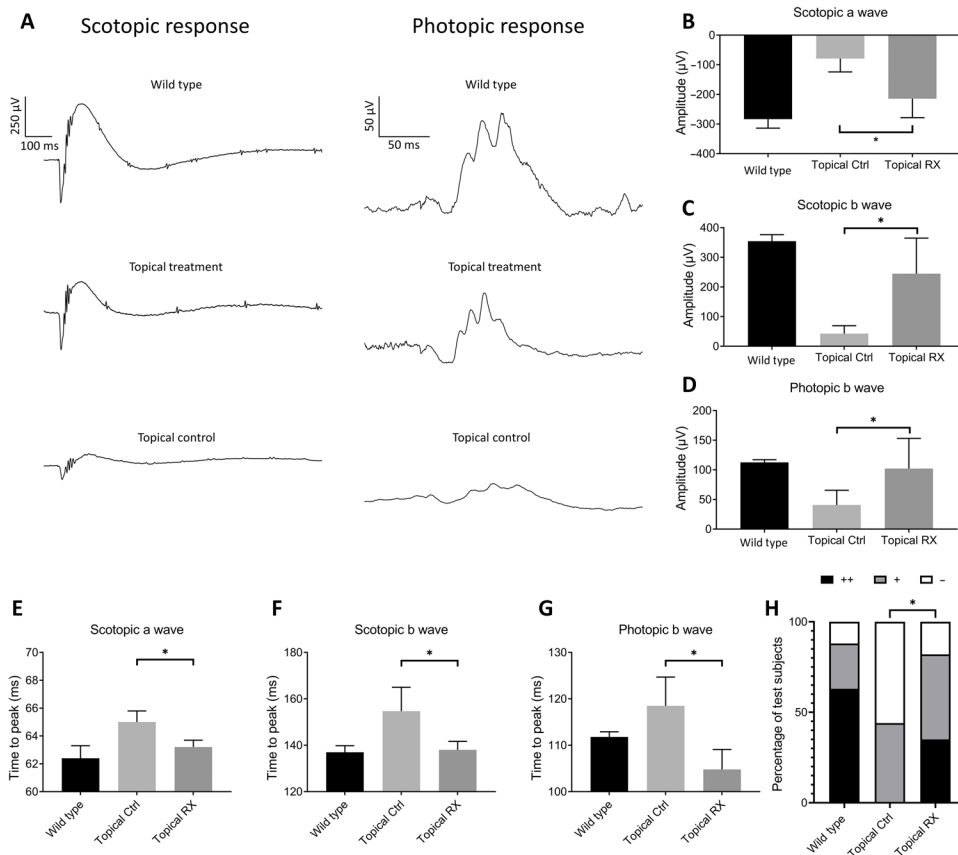 A
Scotopic response
Photopic response
Wild type
Wild type
250 µV
100 ms
50 µV
50 ms
Topical treatment
Topical treatment
Topical control
Topical control
B
Scotopic a wave
Amplitude (µV)
0
−100
−200
−300
−400
Wild type
Topical Ctrl
Topical RX
*
C
Scotopic b wave
Amplitude (µV)
400
300
200
100
0
Wild type
Topical Ctrl
Topical RX
*
D
Photopic b wave
Amplitude (µV)
200
150
100
50
0
Wild type
Topical Ctrl
Topical RX
*
E
Scotopic a wave
Time to peak (ms)
70
68
66
64
62
60
Wild type
Topical Ctrl
Topical RX
*
F
Scotopic b wave
Time to peak (ms)
180
160
140
120
Wild type
Topical Ctrl
Topical RX
*
G
Photopic b wave
Time to peak (ms)
130
120
110
100
Wild type
Topical Ctrl
Topical RX
*
H
++
+
−
Percentage of test subjects
100
50
0
Wild type
Topical Ctrl
Topical RX
*